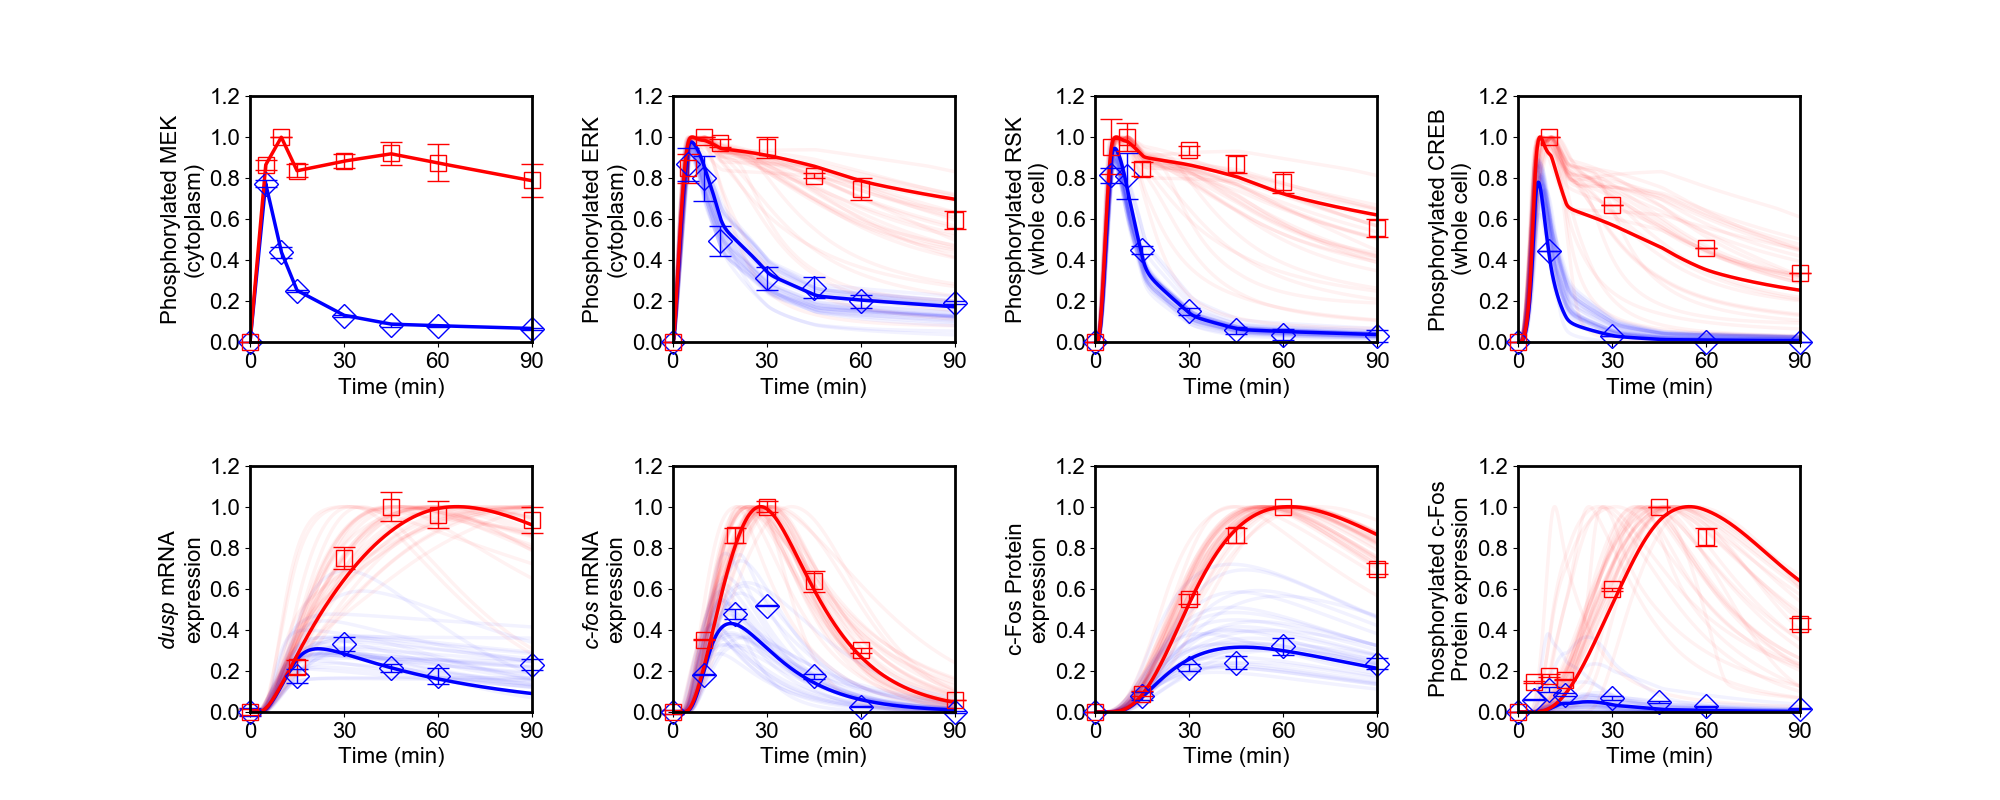 Phosphorylated MEK
(cytoplasm)
1.2
1.0
0.8
0.6
0.4
0.2
0.0
0 30 60 90
Time (min)
Phosphorylated ERK
(cytoplasm)
1.2
1.0
0.8
0.6
0.4
0.2
0.0
0 30 60 90
Time (min)
Phosphorylated RSK
(whole cell)
1.2
1.0
0.8
0.6
0.4
0.2
0.0
0 30 60 90
Time (min)
Phosphorylated CREB
(whole cell)
1.2
1.0
0.8
0.6
0.4
0.2
0.0
0 30 60 90
Time (min)
dusp mRNA
expression
1.2
1.0
0.8
0.6
0.4
0.2
0.0
0 30 60 90
Time (min)
c-fos mRNA
expression
1.2
1.0
0.8
0.6
0.4
0.2
0.0
0 30 60 90
Time (min)
c-Fos Protein
expression
1.2
1.0
0.8
0.6
0.4
0.2
0.0
0 30 60 90
Time (min)
Phosphorylated c-Fos
Protein expression
1.2
1.0
0.8
0.6
0.4
0.2
0.0
0 30 60 90
Time (min)